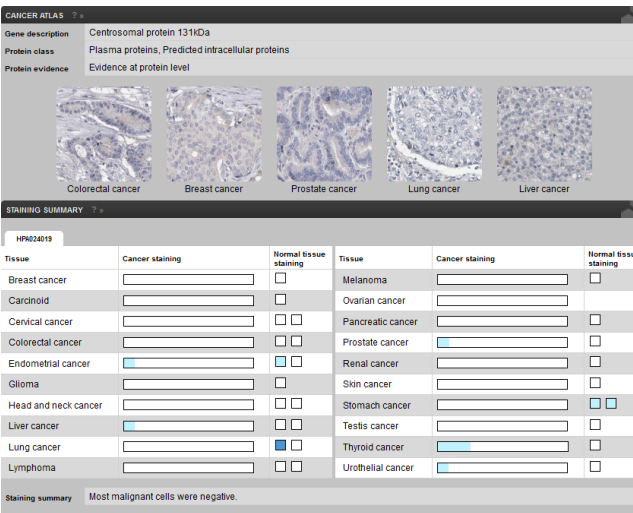 CANCER ATLAS ? »
Gene description Centrosomal protein 131kDa
Protein class Plasma proteins, Predicted intracellular proteins
Protein evidence Evidence at protein level
Colorectal cancer Breast cancer Prostate cancer Lung cancer Liver cancer
STAINING SUMMARY ? »
HPA024019
Tissue Cancer staining Normal tissue staining Tissue Cancer staining Normal tissu staining
Breast cancer Melanoma
Carcinoid Ovarian cancer
Cervical cancer Pancreatic cancer
Colorectal cancer Prostate cancer
Endometrial cancer Renal cancer
Glioma Skin cancer
Head and neck cancer Stomach cancer
Liver cancer Testis cancer
Lung cancer Thyroid cancer
Lymphoma Urothelial cancer
Staining summary Most malignant cells were negative.